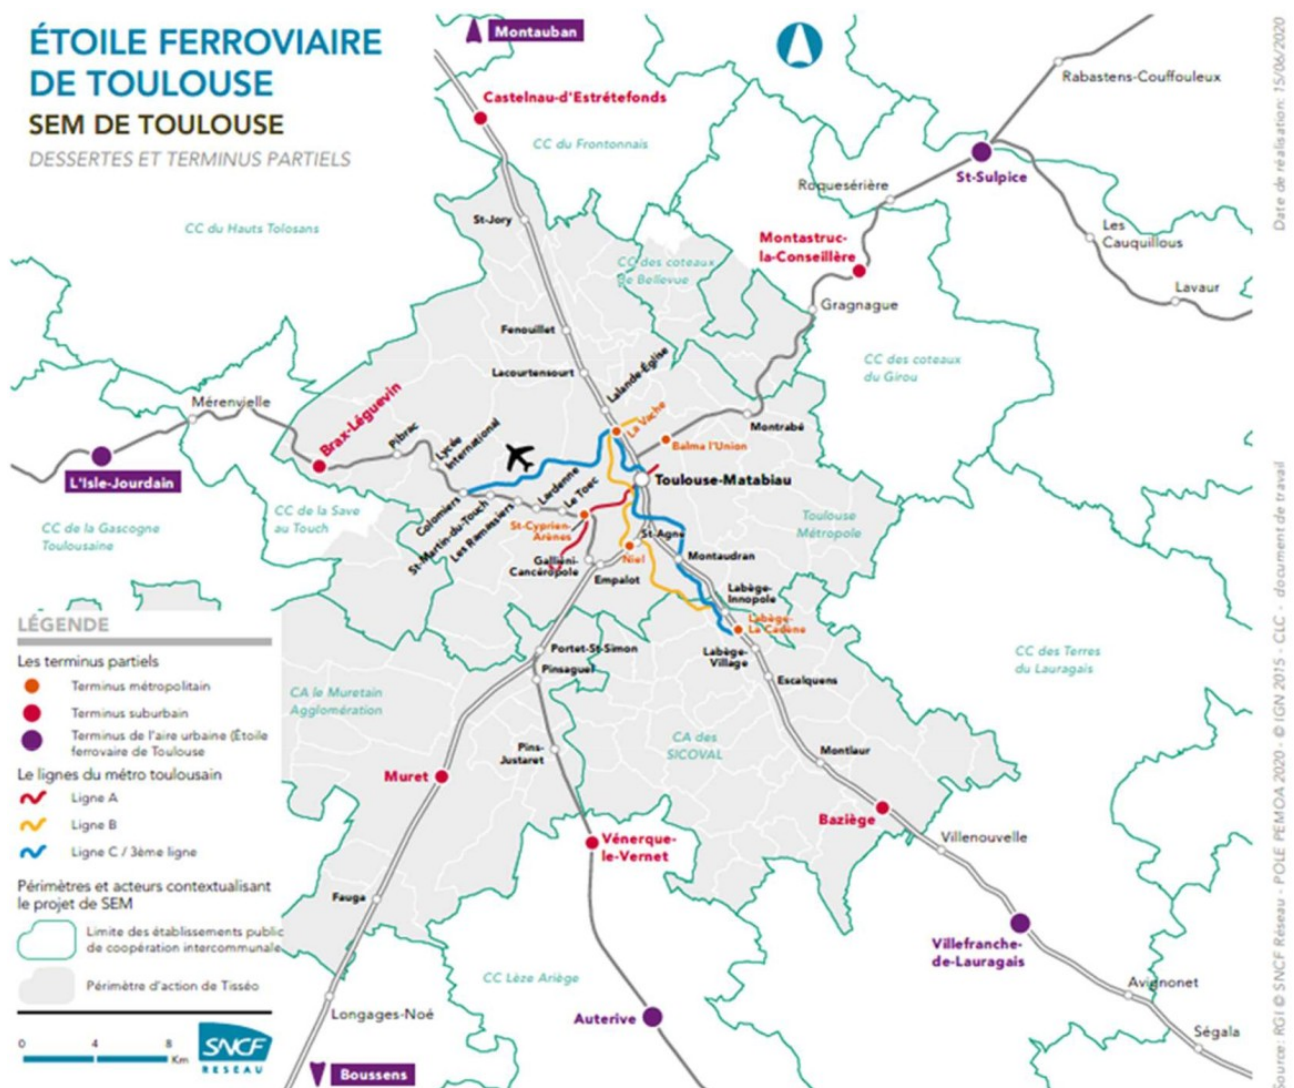 ÉTOILE FERROVIAIRE
DE TOULOUSE
SEM DE TOULOUSE
DESSERTES ET TERMINUS PARTIELS
Montauban
Castelnau-d'Estrétefonds
CC du Frontonnais
Rabastens-Couffouleux
St-Sulpice
Roquesérière
Les
Cauquillous
Lavaur
CC du Hauts Tolosans
St-Jory
CC des coteaux
de Bellevue
Montastruc-
la-Conseillère
Gragnague
CC des coteaux
du Girou
Fenouillet
Lacourtensourt
Lalande-Église
La Vache
Balma l'Union
Montrabé
Mérenvielle
Brax-Léguevin
Pibrac
Lycée
International
L'Isle-Jourdain
CC de la Gascogne
Toulousaine
CC de la Save
au Touch
Colomiers
St-Martin-du-Touch
Les Ramassiers
Lardenne
Le Toec
St-Cyprien-
Arènes
Toulouse-Matabiau
Toulouse
Métropole
St-Agne
Niel
Montaudran
Gallieni-
Cancéropole
Empalot
Labège-
Innopole
Labège-
La Cadène
Labège-
Village
Escalquens
Portet-St-Simon
Pinsaguel
CA le Muretain
Agglomération
CC des Terres
du Lauragais
CA des
SICOVAL
Pins-
Justaret
Montlaur
Muret
Baziège
Vénerque-
le-Vernet
Villenouvelle
Fauga
Villefranche-
de-Lauragais
CC Lèze Ariège
Avignonet
Longages-Noé
Auterive
Ségala
Boussens
LÉGENDE
Les terminus partiels
Terminus métropolitain
Terminus suburbain
Terminus de l'aire urbaine (Étoile
ferrovaire de Toulouse
Le lignes du métro toulousain
Ligne A
Ligne B
Ligne C / 3ème ligne
Périmètres et acteurs contextualisant
le projet de SEM
Limite des établissements public
de coopération intercommunale
Périmètre d'action de Tisséo
0 4 8
Km
SNCF
RESEAU
Date de réalisation: 15/06/2020
Source: RGI © SNCF Réseau - POLE PEMOA 2020 - © IGN 2015 - CLC - document de travail